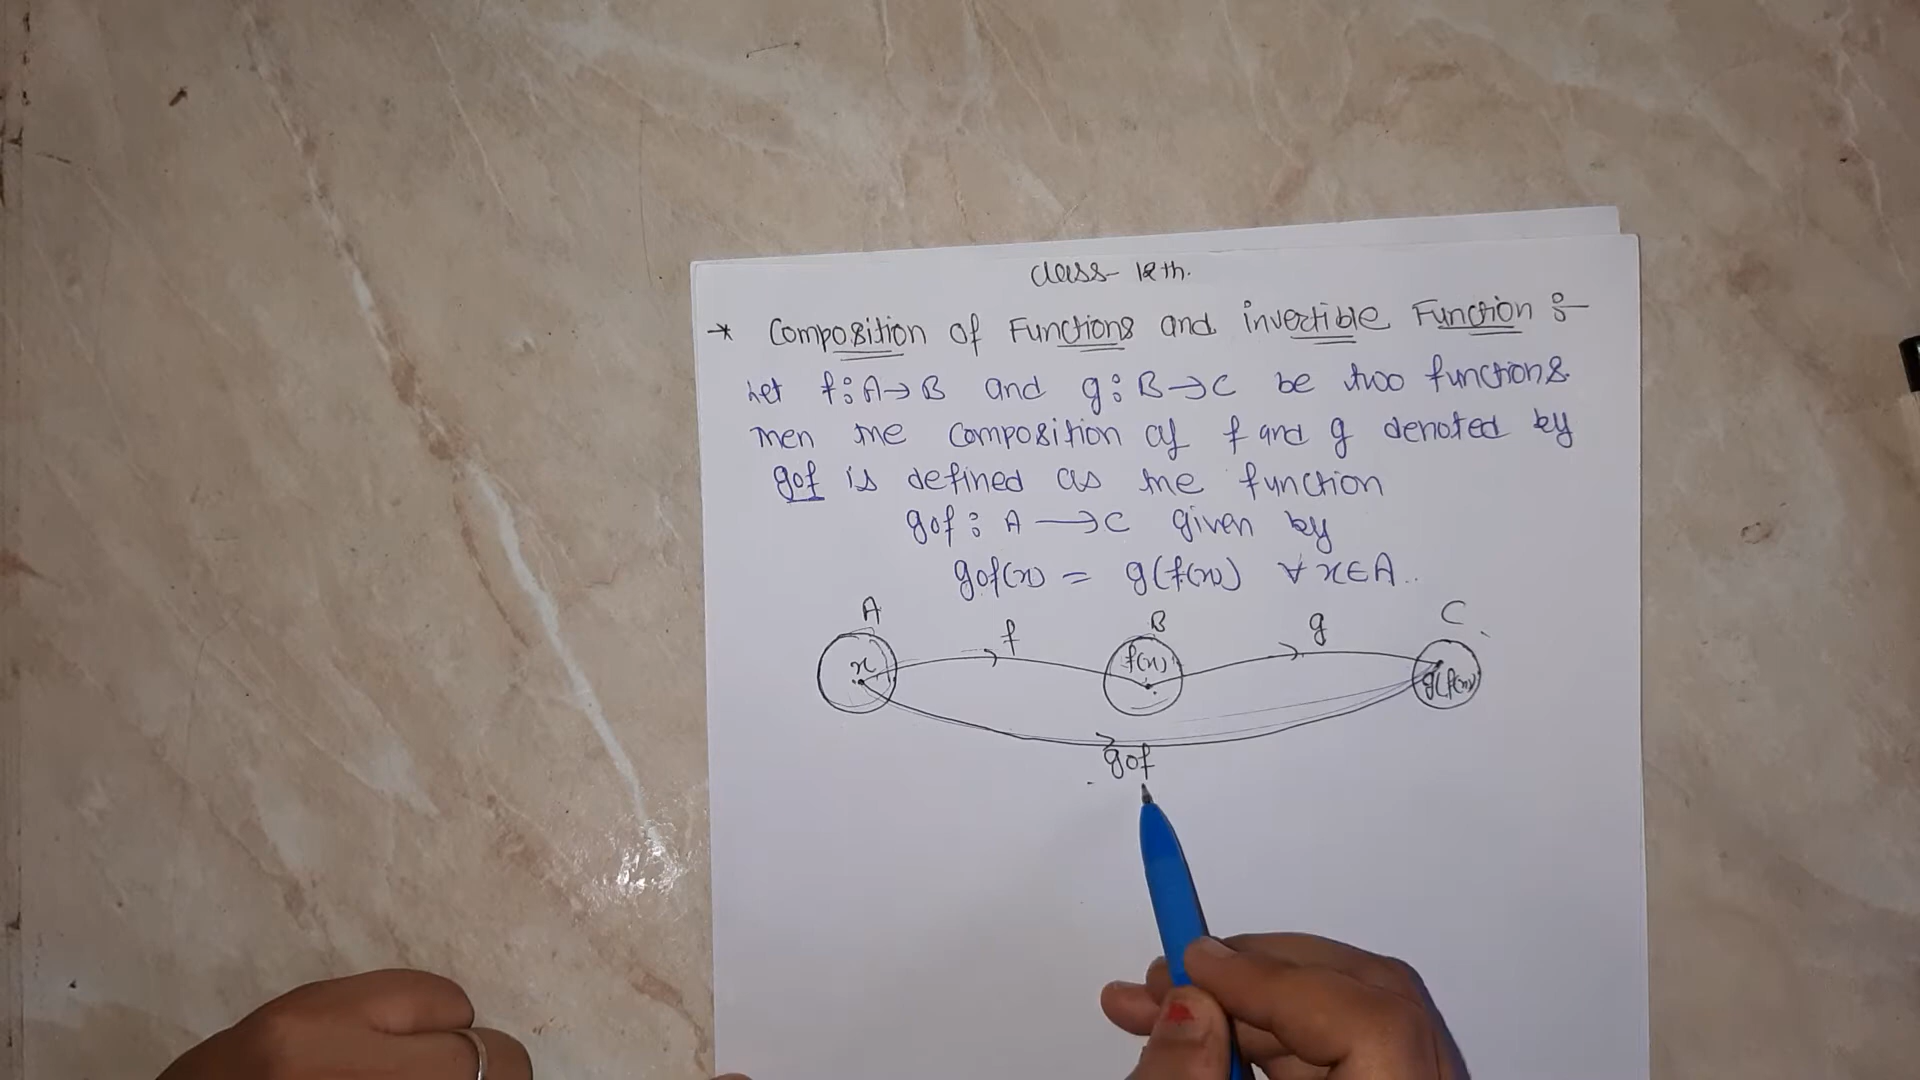 Class- 12th.
* Composition of Functions and invertible Function :-
Let f: A→B and g: B→C be two functions.
Then the composition of f and g denoted by
gof is defined as the function
gof : A → C given by
gof(x) = g(f(x)) ∀ x∈A..
A f B g C
x f(x) g(f(x))
gof